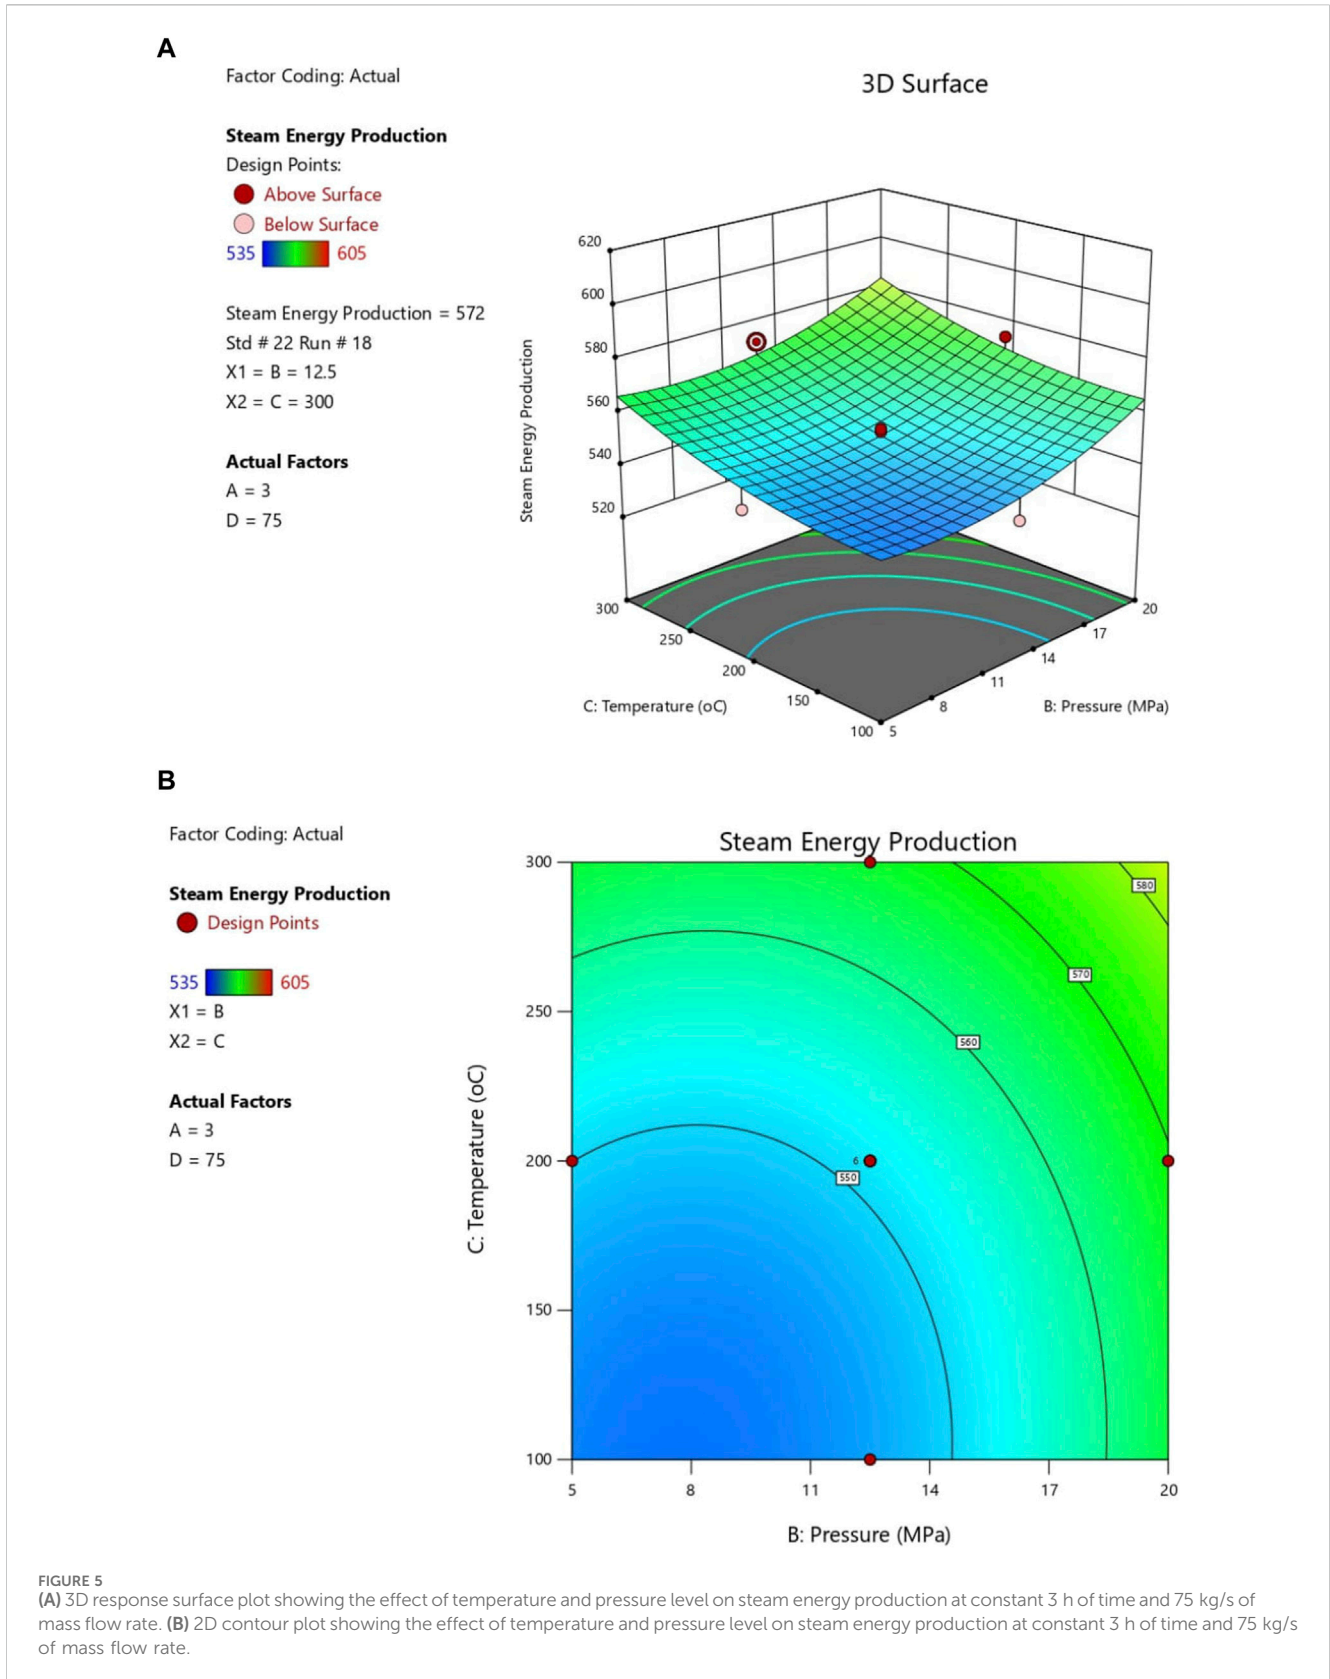 A
Factor Coding: Actual
3D Surface
Steam Energy Production
Design Points:
Above Surface
Below Surface
535 605
Steam Energy Production = 572
Std # 22 Run # 18
X1 = B = 12.5
X2 = C = 300
Actual Factors
A = 3
D = 75
620
600
580
560
540
520
Steam Energy Production
300
250
200
150
100
5
8
11
14
17
20
C: Temperature (oC)
B: Pressure (MPa)
B
Factor Coding: Actual
Steam Energy Production
Steam Energy Production
Design Points
535 605
X1 = B
X2 = C
Actual Factors
A = 3
D = 75
300
250
200
150
100
C: Temperature (oC)
580
570
560
6
550
5 8 11 14 17 20
B: Pressure (MPa)
FIGURE 5
(A) 3D response surface plot showing the effect of temperature and pressure level on steam energy production at constant 3 h of time and 75 kg/s of
mass flow rate. (B) 2D contour plot showing the effect of temperature and pressure level on steam energy production at constant 3 h of time and 75 kg/s
of mass flow rate.